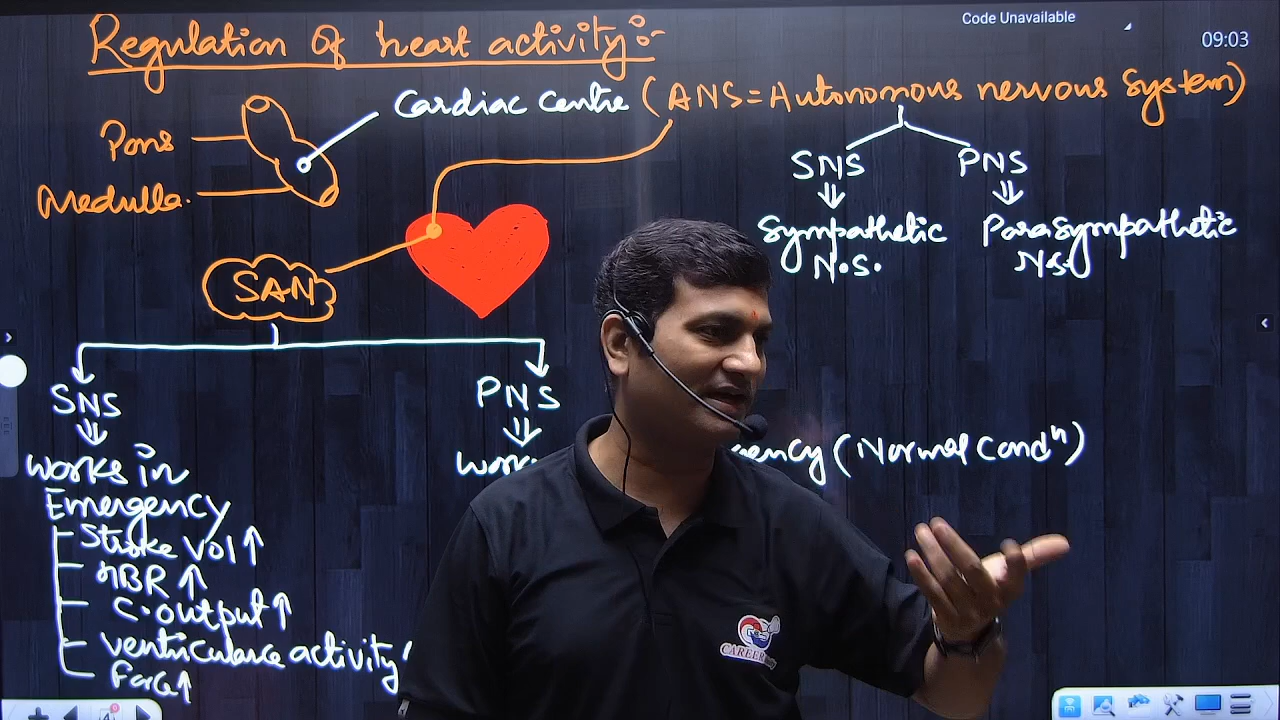 Code Unavailable
09:03
Regulation of heart activity:-
Cardiac Centre (ANS=Autonomous nervous system)
Pons
Medulla.
SNS PNS
Sympathetic N.S.
Parasympathetic N.S.
SAN
SNS
Works in
Emergency
Stroke Vol ↑
HBR ↑
C.output ↑
Ventriculare activity
Force ↑
PNS
(Normal Condn)
CAREER